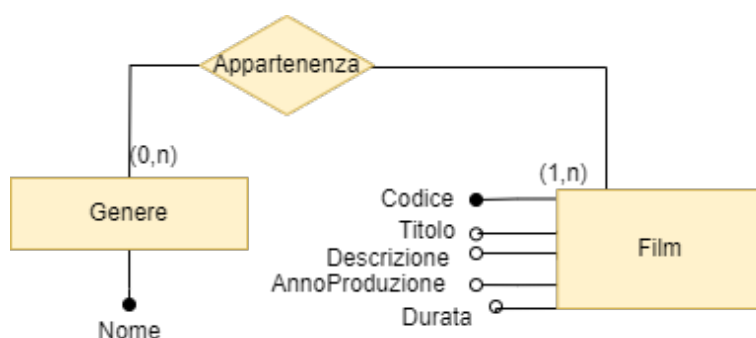 Appartenenza
(0,n)
(1,n)
Genere
Codice
Titolo
Descrizione
AnnoProduzione
Durata
Film
Nome